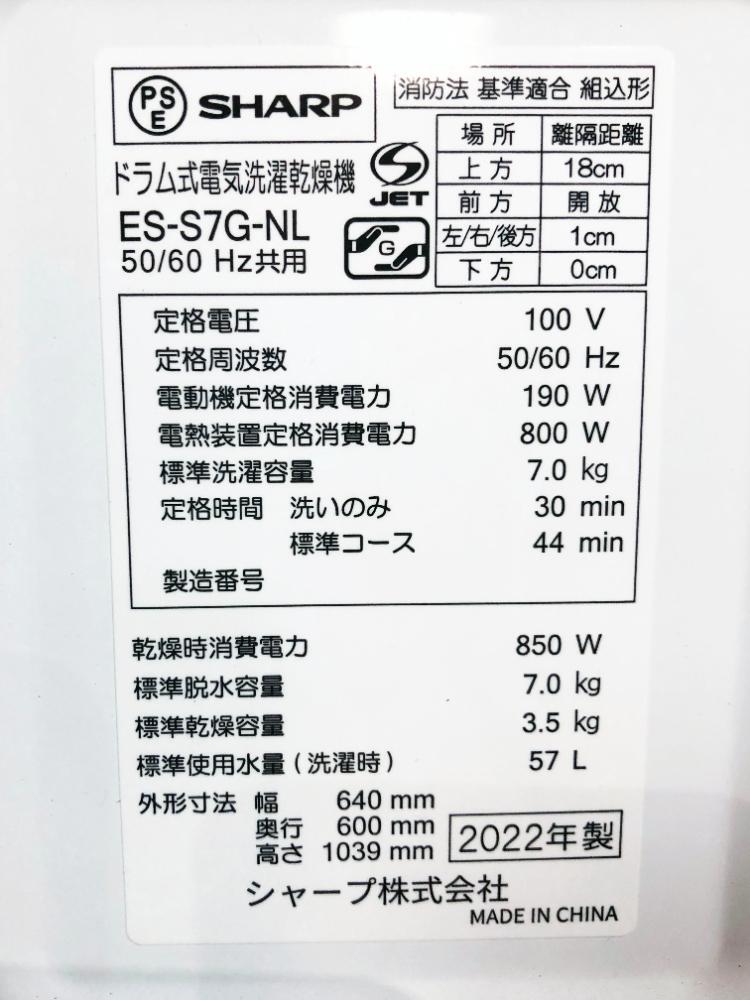 PSE SHARP
消防法 基準適合 組込形
ドラム式電気洗濯乾燥機
JET
ES-S7G-NL
G
50/60 Hz共用
場所 離隔距離
上方 18cm
前方 開放
左/右/後方 1cm
下方 0cm
定格電圧 100 V
定格周波数 50/60 Hz
電動機定格消費電力 190 W
電熱装置定格消費電力 800 W
標準洗濯容量 7.0 kg
定格時間 洗いのみ 30 min
標準コース 44 min
製造番号
乾燥時消費電力 850 W
標準脱水容量 7.0 kg
標準乾燥容量 3.5 kg
標準使用水量(洗濯時) 57 L
外形寸法 幅 640 mm
奥行 600 mm
高さ 1039 mm
2022年製
シャープ株式会社
MADE IN CHINA